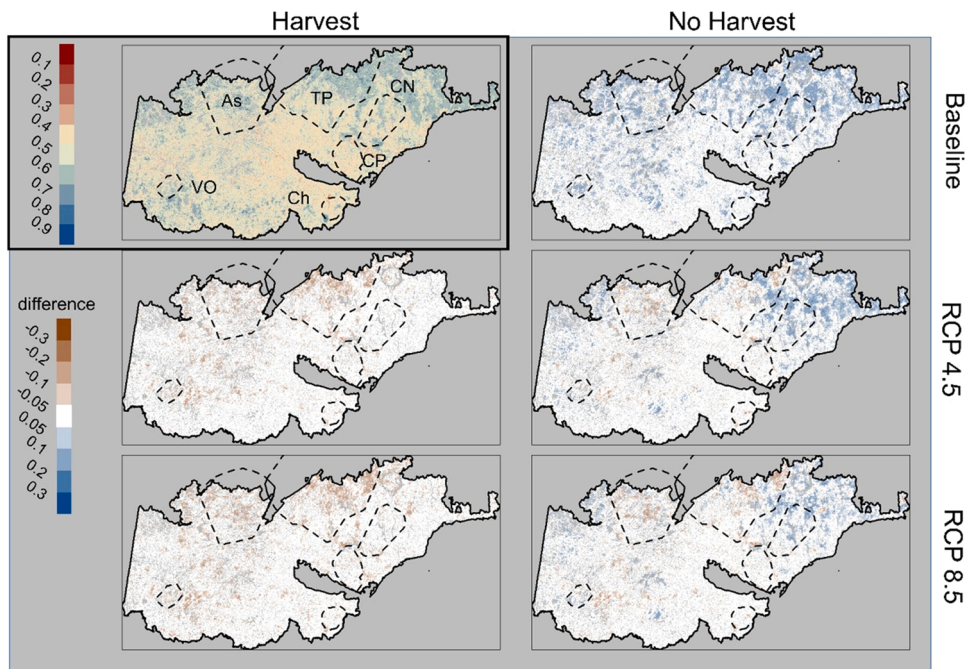 Harvest
No Harvest
0.1
0.2
0.3
0.4
0.5
0.6
0.7
0.8
0.9
As
TP
CN
CP
VO
Ch
Baseline
difference
-0.3
-0.2
-0.1
-0.05
0.05
0.1
0.2
0.3
RCP 4.5
RCP 8.5